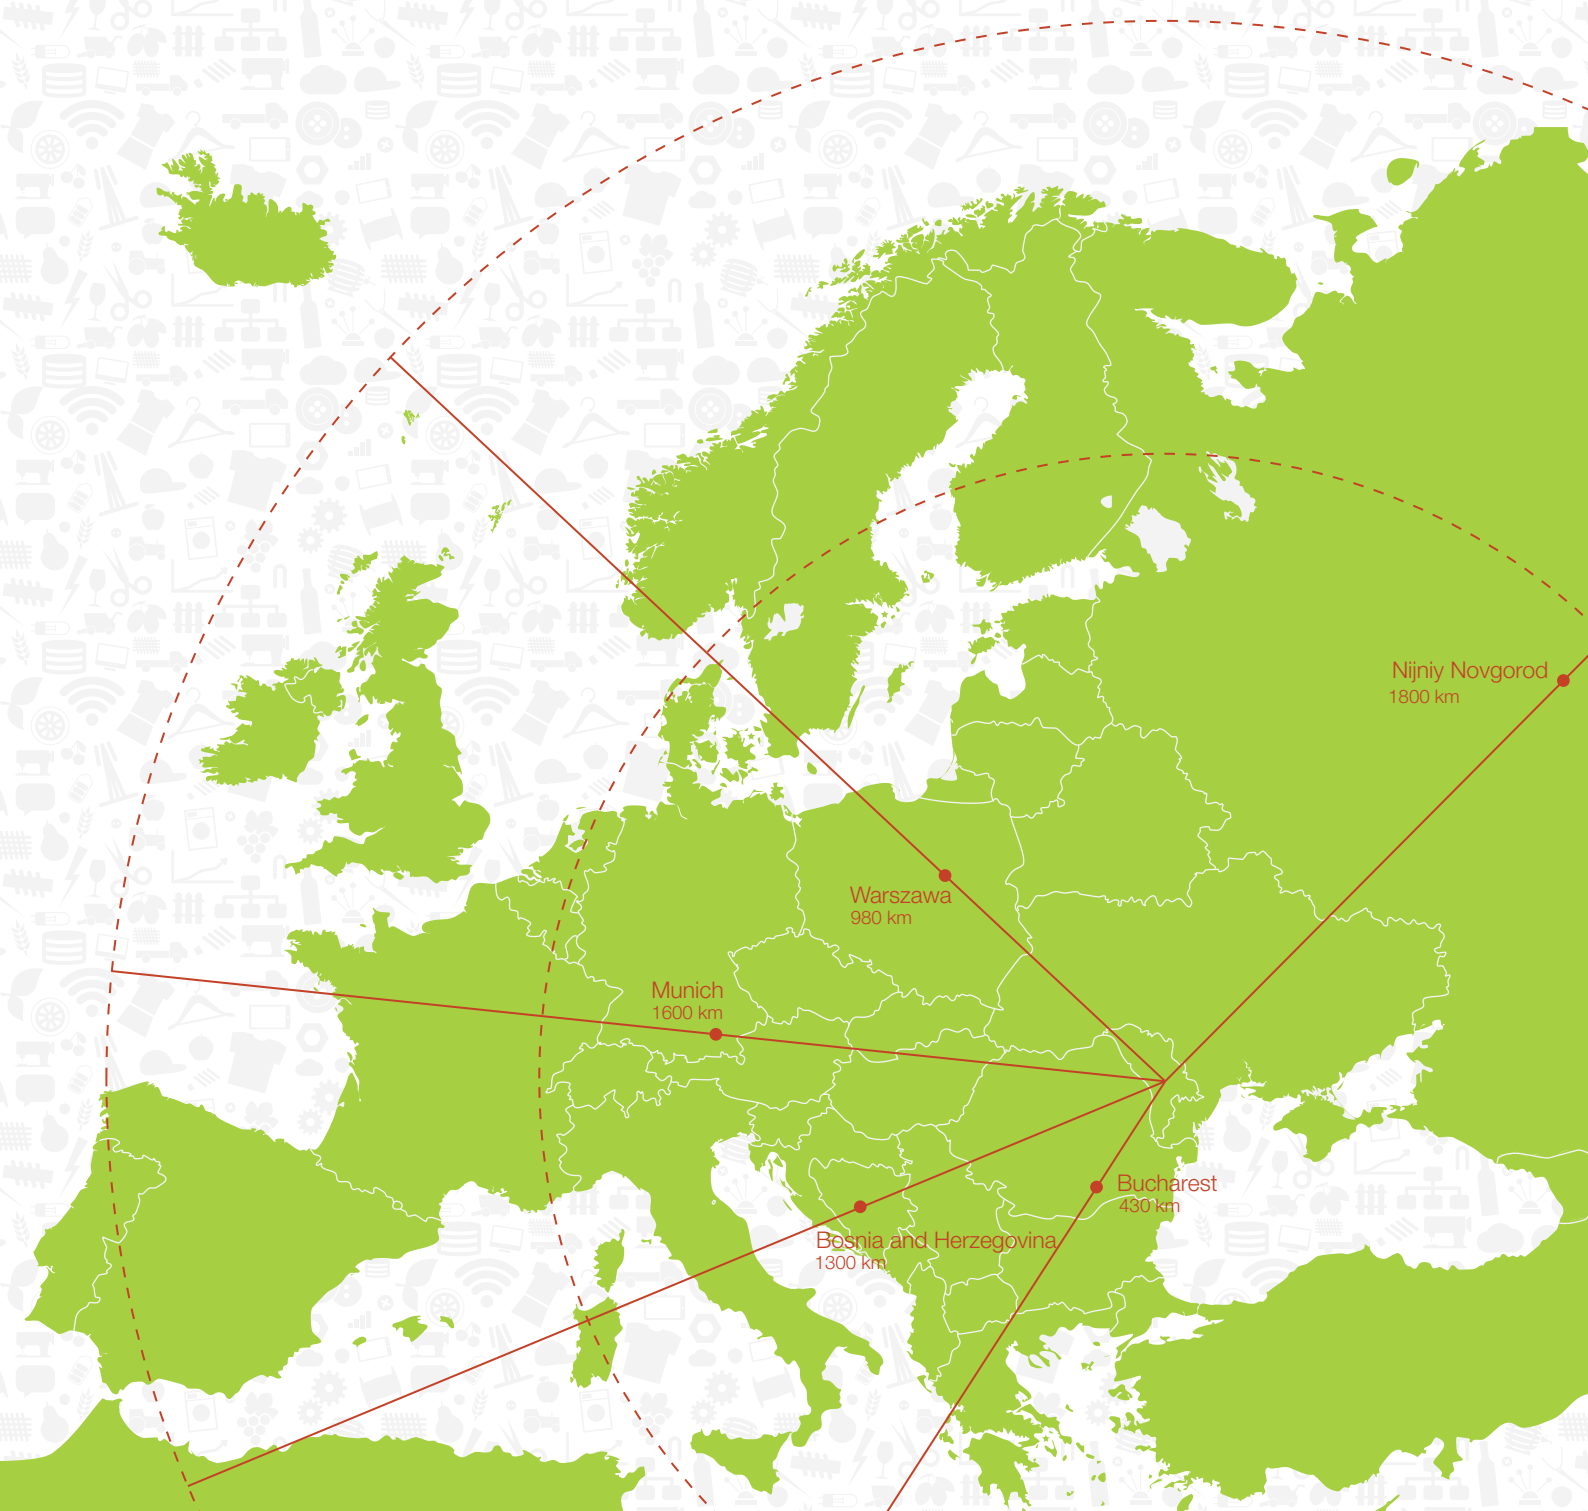 Nijniy Novgorod
1800 km
Warszawa
980 km
Munich
1600 km
Bucharest
430 km
Bosnia and Herzegovina
1300 km